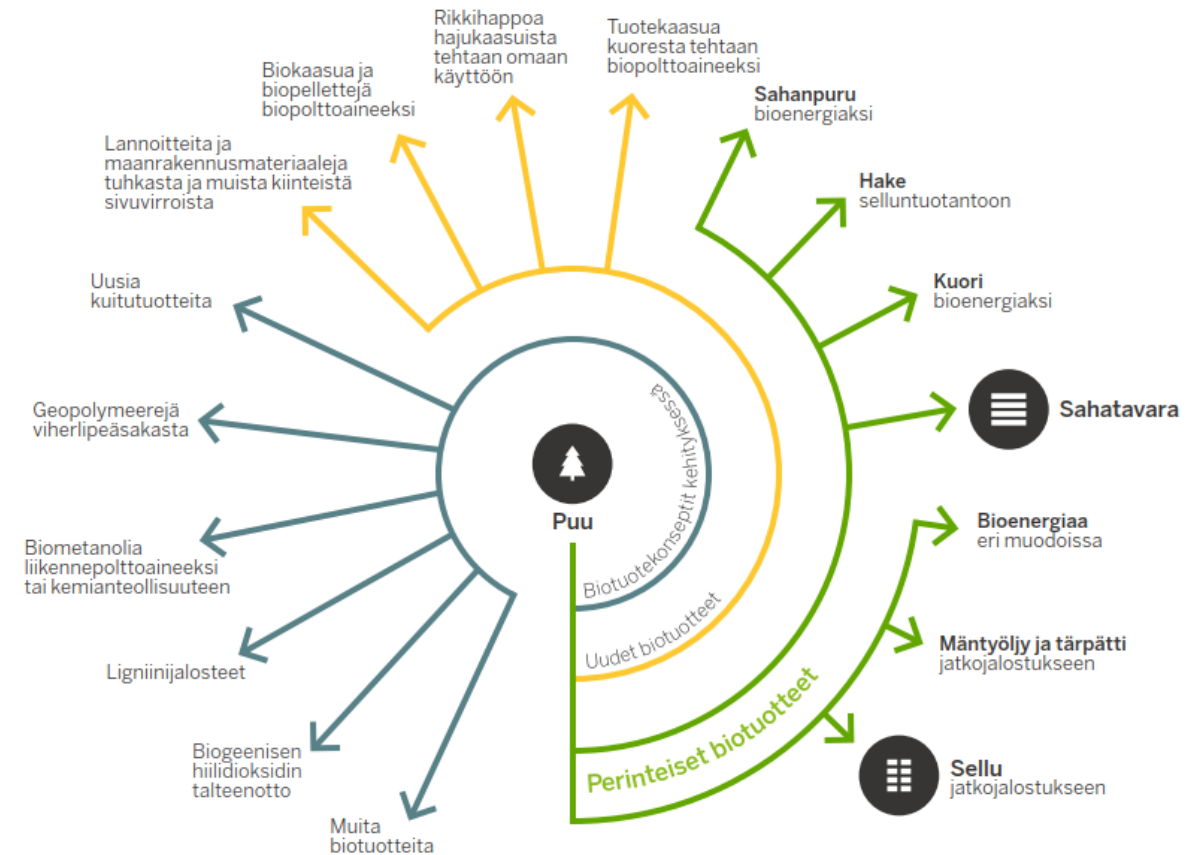 Rikkihappoa
hajukaasuista
tehtaan omaan
käyttöön
Tuotekaasua
kuoresta tehtaan
biopolttoaineeksi
Biokaasua ja
biopellettejä
biopolttoaineeksi
Sahanpuru
bioenergiaksi
Lannoitteita ja
maanrakennusmateriaaleja
tuhkasta ja muista kiinteistä
sivuvirroista
Hake
selluntuotantoon
Uusia
kuitutuotteita
Kuori
bioenergiaksi
Geopolymeerejä
viherlipeäsakasta
Sahatavara
Puu
Biotuotekonseptit kehityksessä
Uudet biotuotteet
Perinteiset biotuotteet
Bioenergiaa
eri muodoissa
Biometanolia
liikennepolttoaineeksi
tai kemianteollisuuteen
Mäntyöljy ja tärpätti
jatkojalostukseen
Ligniinijalosteet
Sellu
jatkojalostukseen
Biogeenisen
hiilidioksidin
talteenotto
Muita
biotuotteita